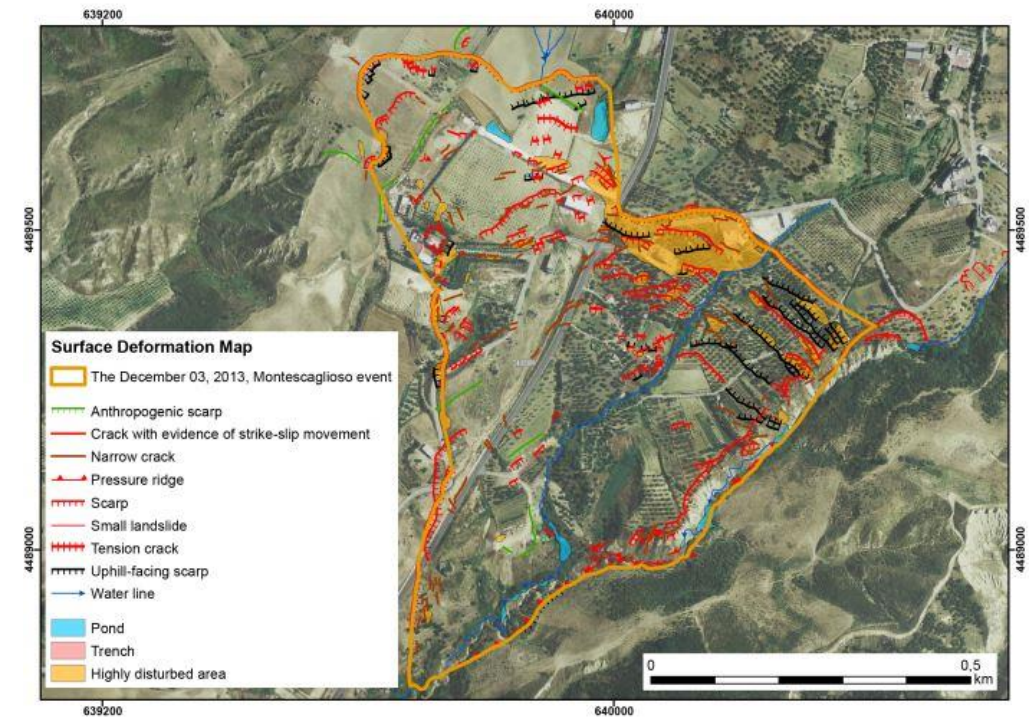 639200
640000
4489500
4489500
Surface Deformation Map
The December 03, 2013, Montescaglioso event
Anthropogenic scarp
Crack with evidence of strike-slip movement
Narrow crack
Pressure ridge
Scarp
Small landslide
Tension crack
Uphill-facing scarp
Water line
Pond
Trench
Highly disturbed area
4489000
4489000
0
0,5
km
639200
640000